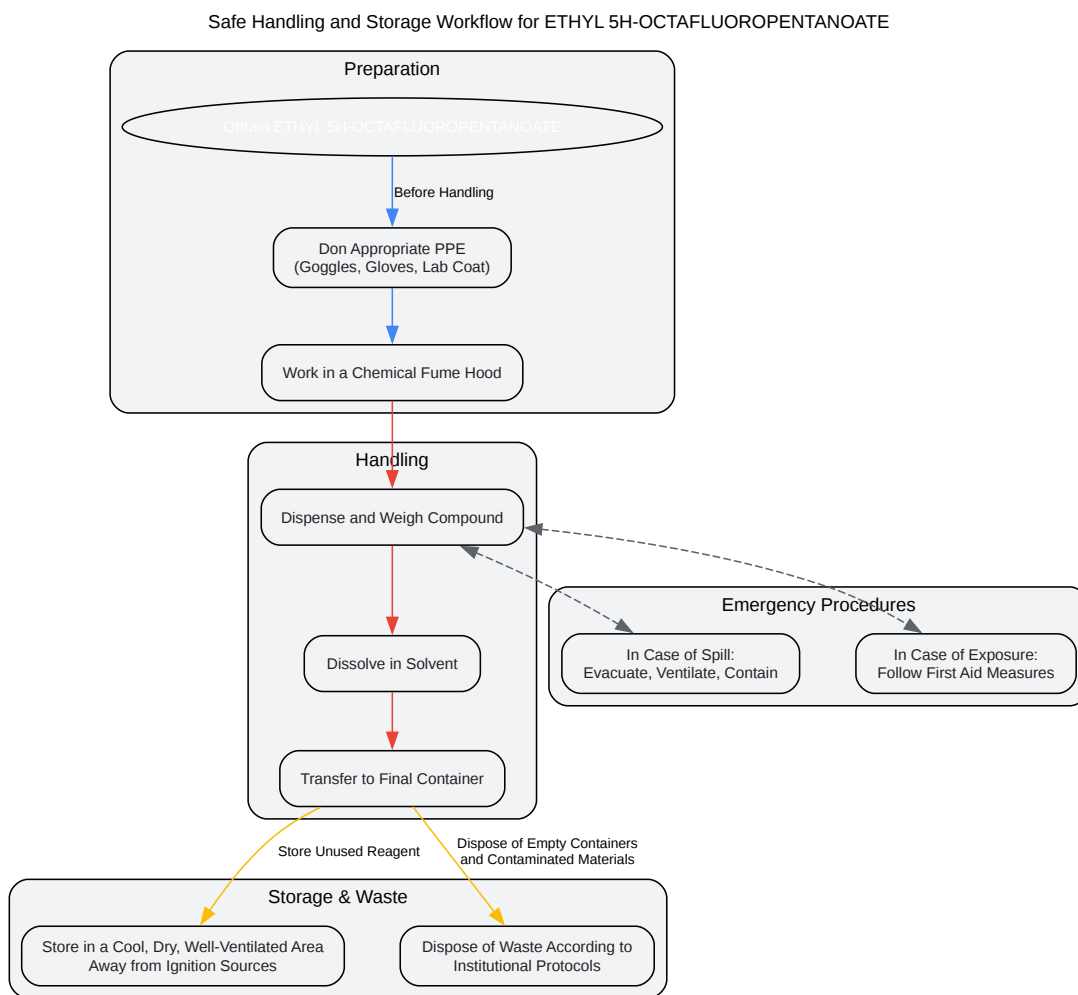 Safe Handling and Storage Workflow for ETHYL 5H-OCTAFLUOROPENTANOATE
Preparation
Obtain ETHYL 5H-OCTAFLUOROPENTANOATE
Before Handling
Don Appropriate PPE
(Goggles, Gloves, Lab Coat)
Work in a Chemical Fume Hood
Handling
Dispense and Weigh Compound
Emergency Procedures
In Case of Spill:
Evacuate, Ventilate, Contain
In Case of Exposure:
Follow First Aid Measures
Dissolve in Solvent
Transfer to Final Container
Store Unused Reagent
Dispose of Empty Containers
and Contaminated Materials
Storage & Waste
Store in a Cool, Dry, Well-Ventilated Area
Away from Ignition Sources
Dispose of Waste According to
Institutional Protocols